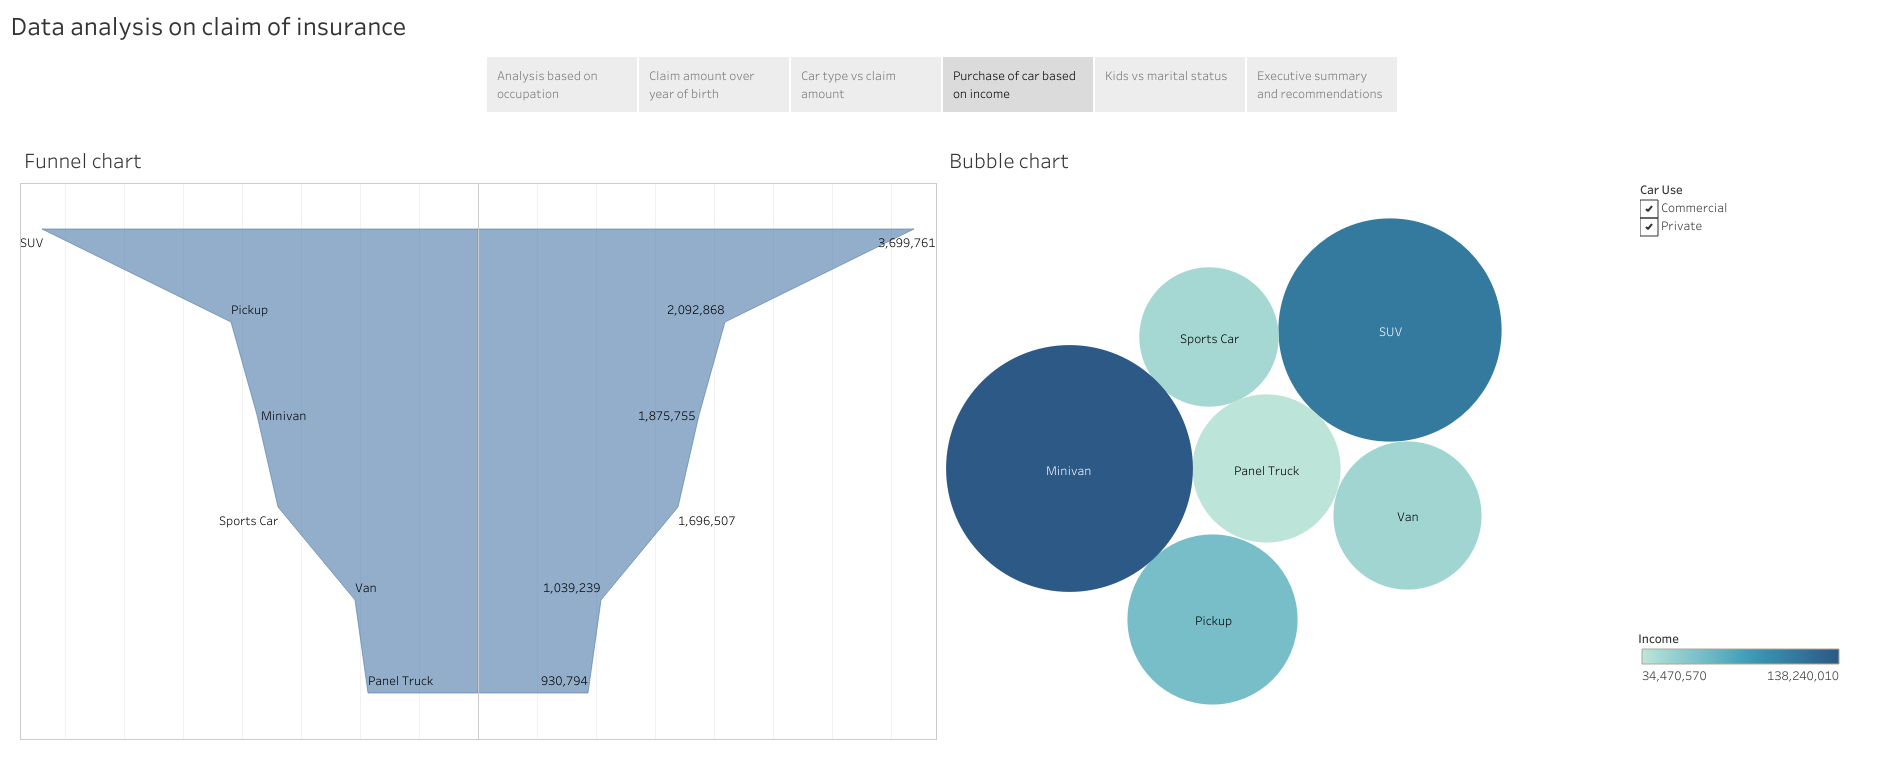 Data analysis on claim of insurance
Analysis based on
occupation
Claim amount over
year of birth
Car type vs claim
amount
Purchase of car based
on income
Kids vs marital status
Executive summary
and recommendations
Funnel chart
SUV
3,699,761
Pickup
2,092,868
Minivan
1,875,755
Sports Car
1,696,507
Van
1,039,239
Panel Truck
930,794
Bubble chart
Sports Car
SUV
Minivan
Panel Truck
Van
Pickup
Car Use
Commercial
Private
Income
34,470,570
138,240,010